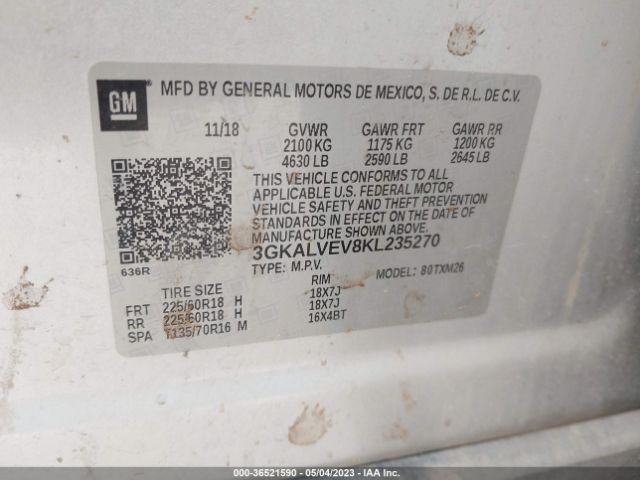 GM MFD BY GENERAL MOTORS DE MEXICO, S. DE R.L. DE C.V.
11/18 GVWR GAWR FRT GAWR RR
2100 KG 1175 KG 1200 KG
4630 LB 2590 LB 2645 LB
THIS VEHICLE CONFORMS TO ALL
APPLICABLE U.S. FEDERAL MOTOR
VEHICLE SAFETY AND THEFT PREVENTION
STANDARDS IN EFFECT ON THE DATE OF
MANUFACTURE SHOWN ABOVE.
3GKALVEV8KL235270
636R
TYPE: M.P.V. MODEL: 80TXM26
TIRE SIZE RIM
FRT 225/60R18 H 18X7J
RR 225/60R18 H 18X7J
SPA T135/70R16 M 16X4BT
000-36521590 - 05/04/2023 - IAA Inc.